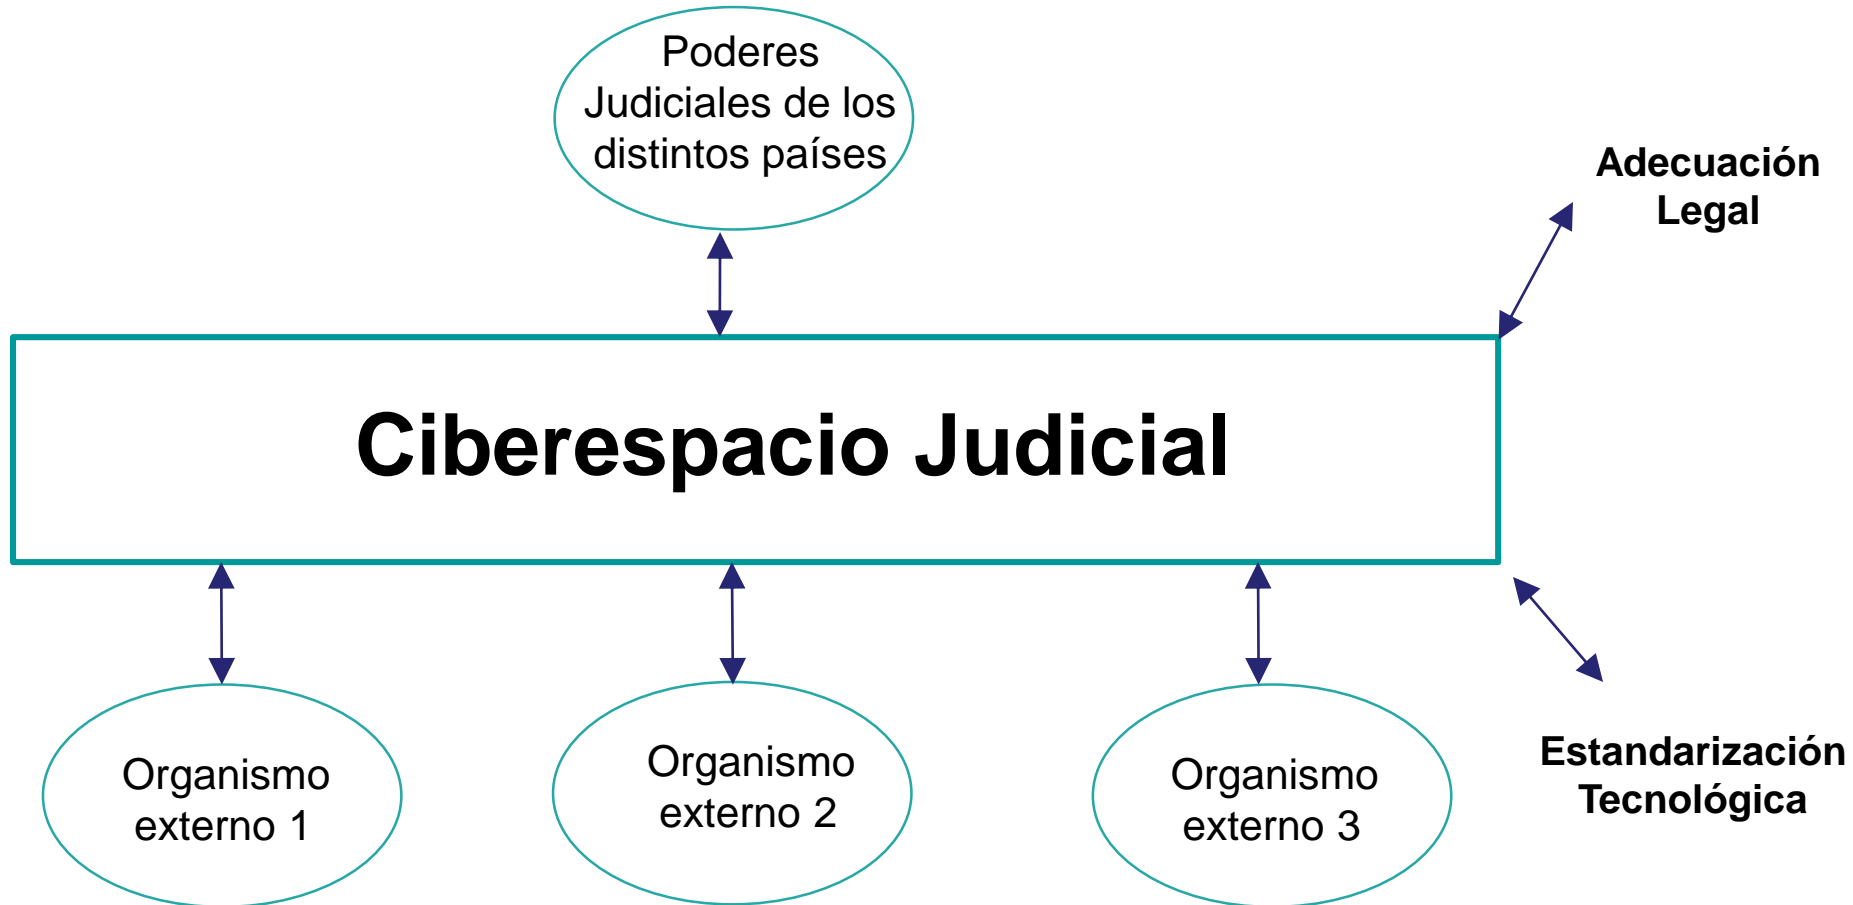 Poderes
Judiciales de los
distintos países
Adecuación
Legal
Ciberespacio Judicial
Organismo
externo 1
Organismo
externo 2
Organismo
externo 3
Estandarización
Tecnológica